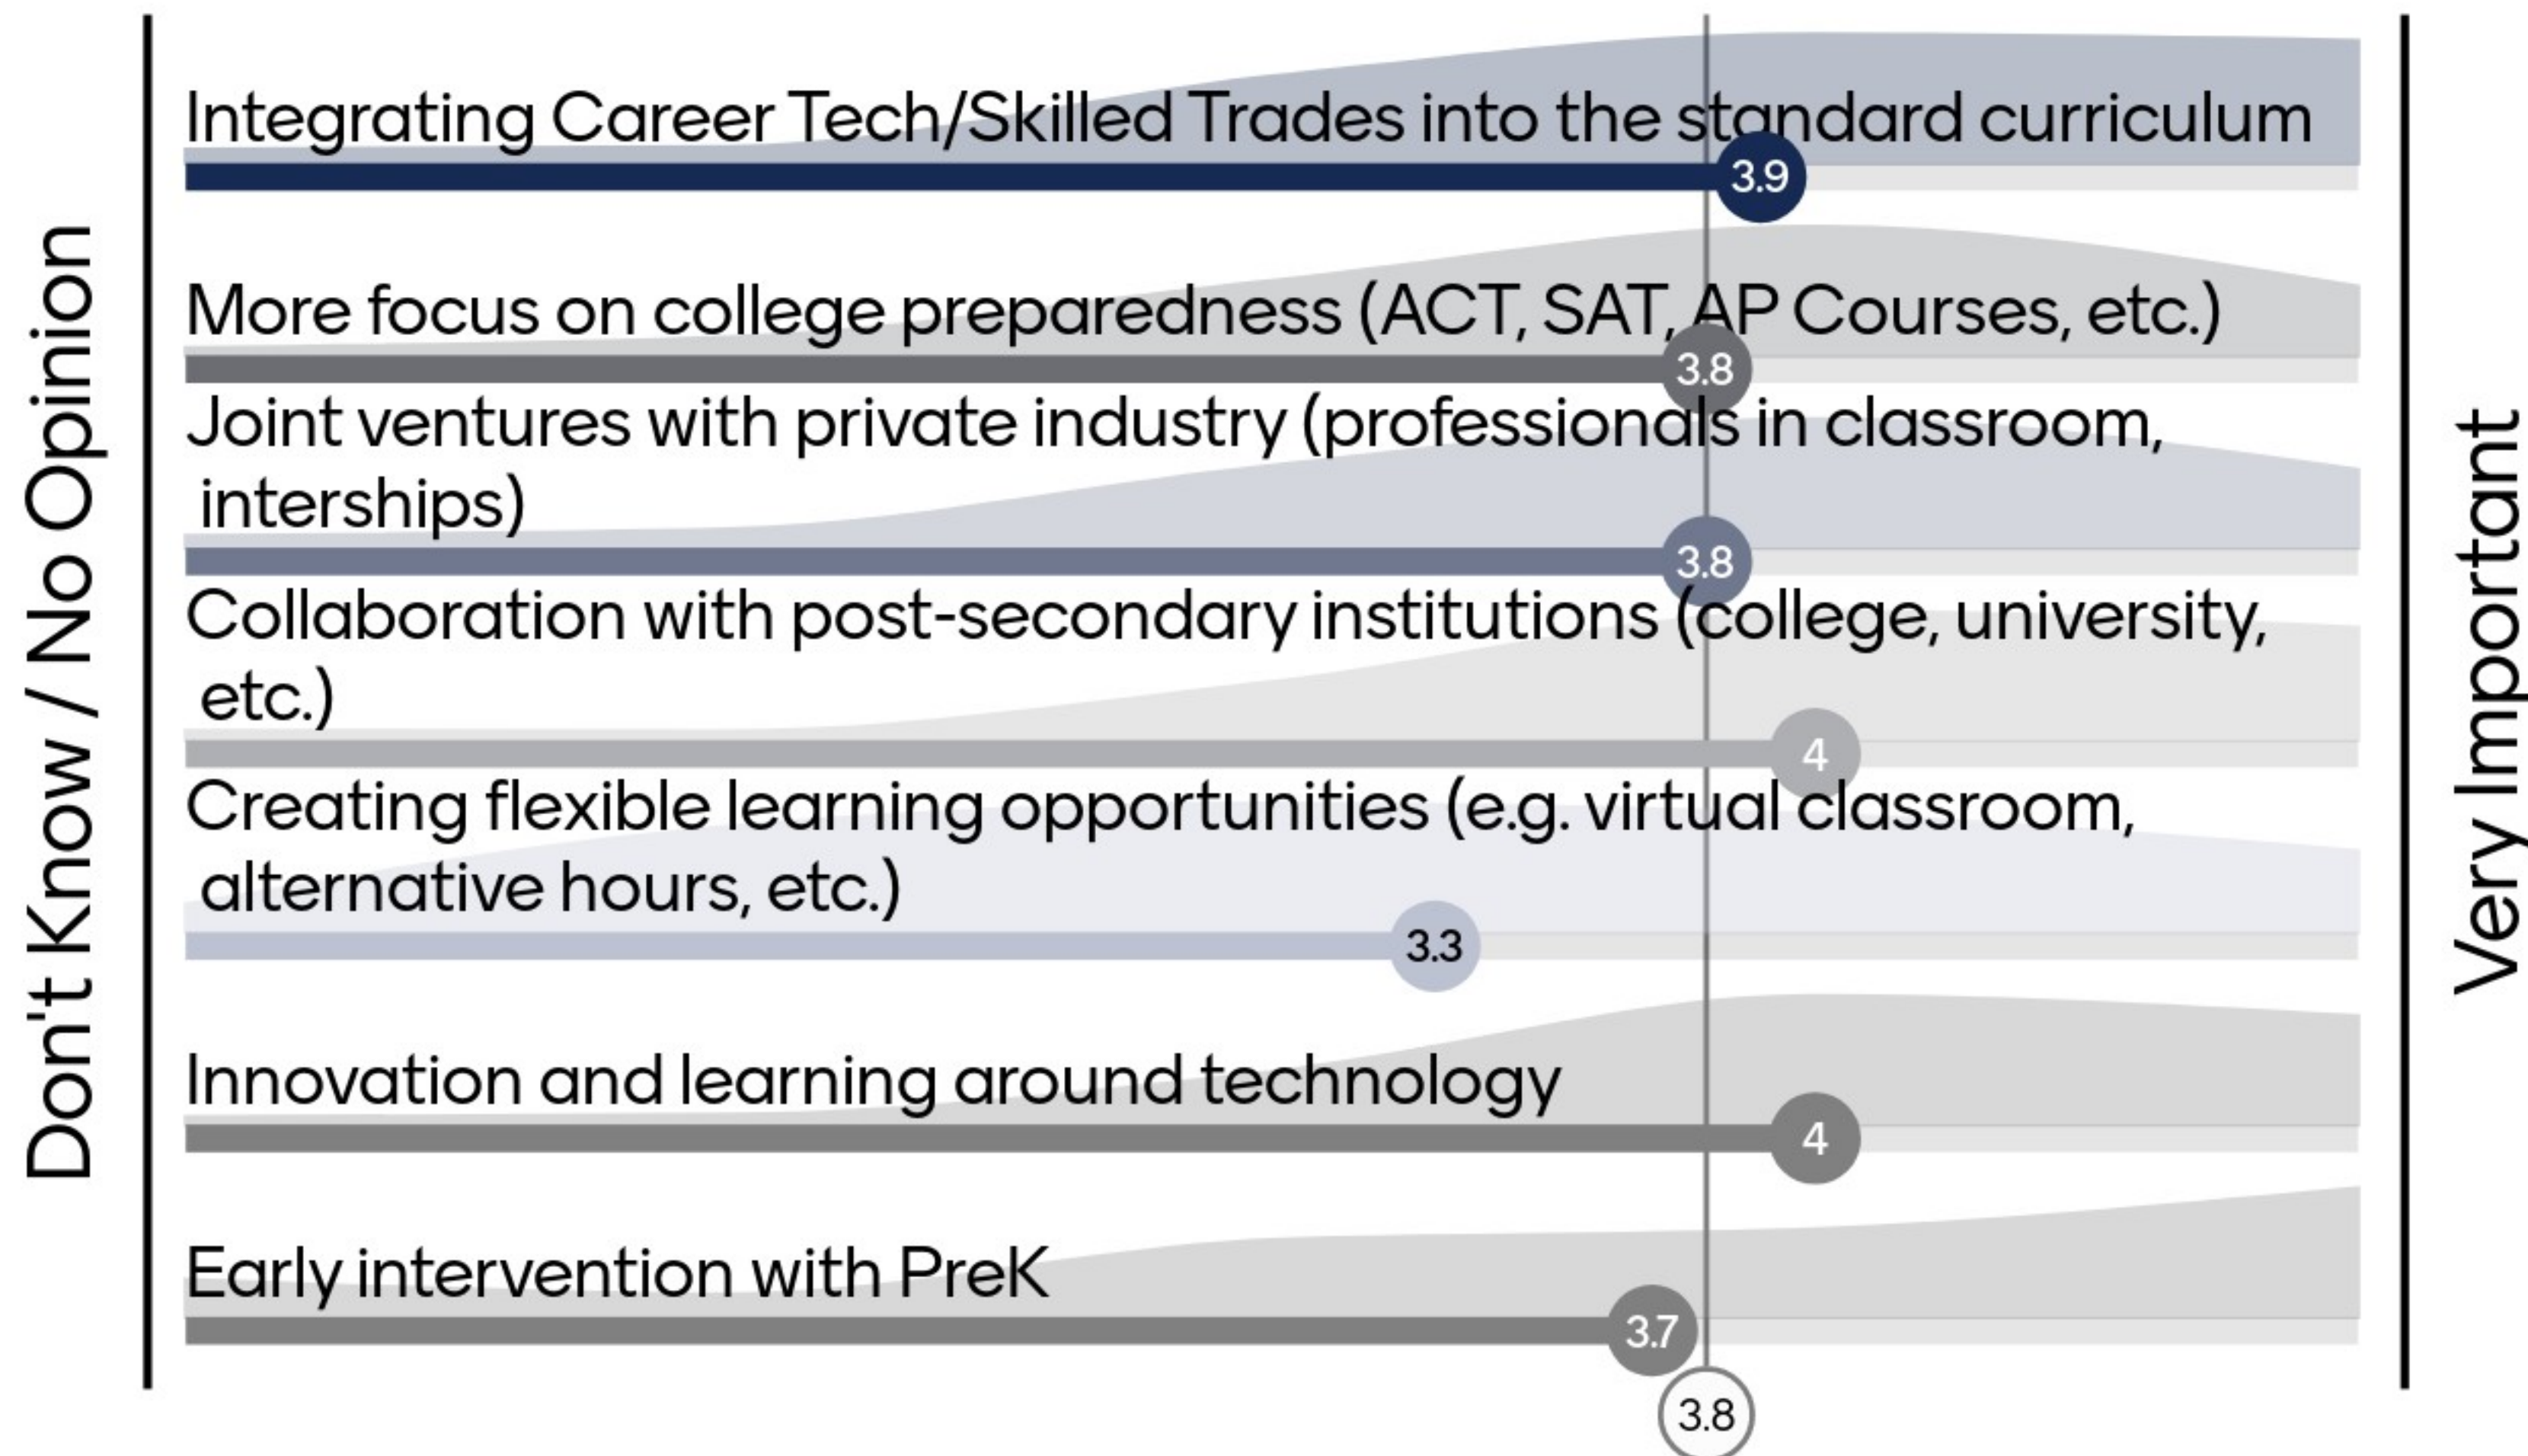 Don't Know / No Opinion
Integrating Career Tech/Skilled Trades into the standard curriculum
3.9
More focus on college preparedness (ACT, SAT, AP Courses, etc.)
3.8
Joint ventures with private industry (professionals in classroom,
interships)
3.8
Collaboration with post-secondary institutions (college, university,
etc.)
4
Creating flexible learning opportunities (e.g. virtual classroom,
alternative hours, etc.)
3.3
Innovation and learning around technology
4
Early intervention with PreK
3.7
3.8
Very Important